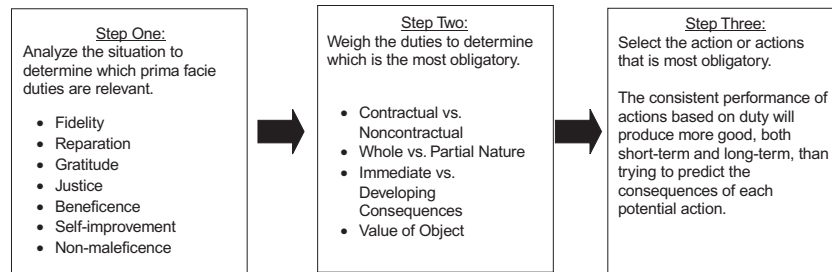 Step One:
Analyze the situation to
determine which prima facie
duties are relevant.
• Fidelity
• Reparation
• Gratitude
• Justice
• Beneficence
• Self-improvement
• Non-maleficence
Step Two:
Weigh the duties to determine
which is the most obligatory.
• Contractual vs.
Noncontractual
• Whole vs. Partial Nature
• Immediate vs.
Developing
Consequences
• Value of Object
Step Three:
Select the action or actions
that is most obligatory.
The consistent performance of
actions based on duty will
produce more good, both
short-term and long-term, than
trying to predict the
consequences of each
potential action.